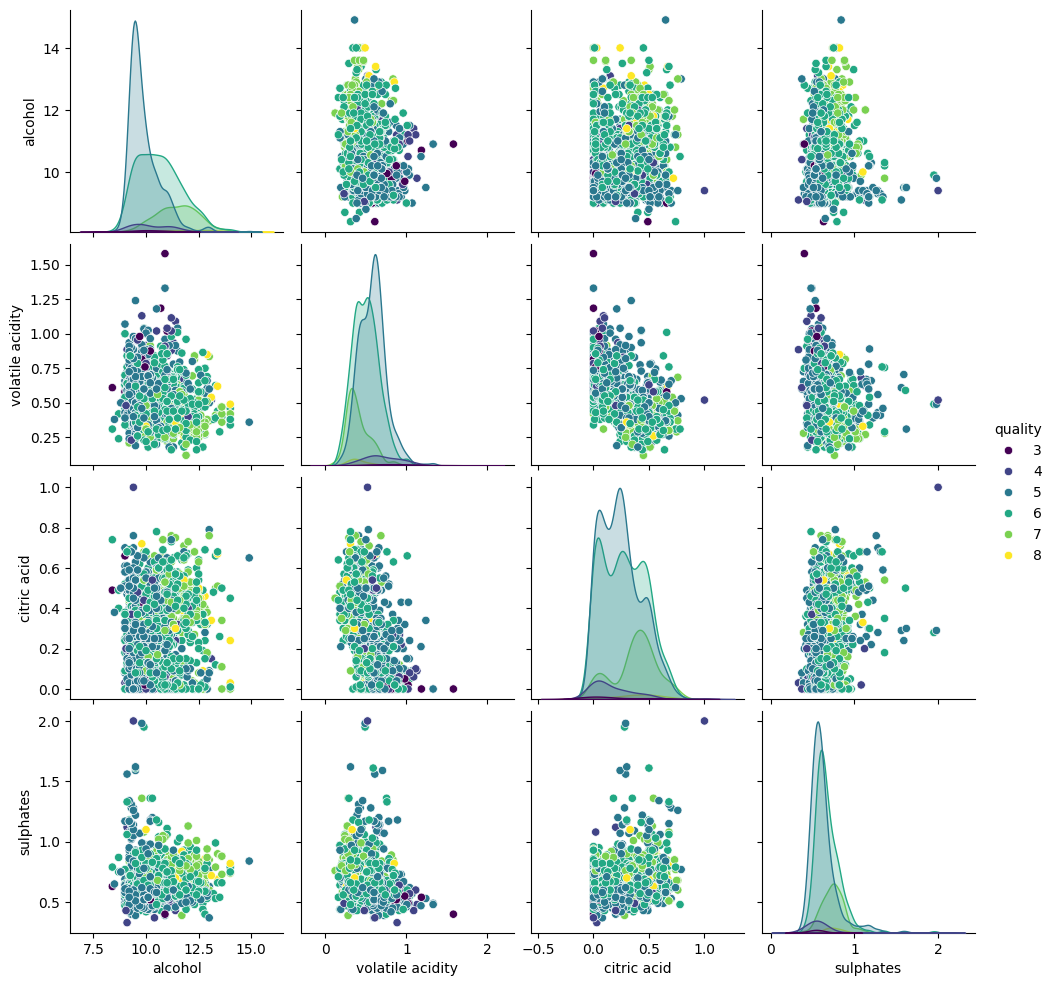 14
12
10
alcohol
1.50
1.25
1.00
0.75
0.50
0.25
volatile acidity
quality
3
4
5
6
7
8
1.0
0.8
0.6
0.4
0.2
0.0
citric acid
2.0
1.5
1.0
0.5
sulphates
7.5 10.0 12.5 15.0
0 1 2
−0.5 0.0 0.5 1.0
0 1 2
alcohol
volatile acidity
citric acid
sulphates